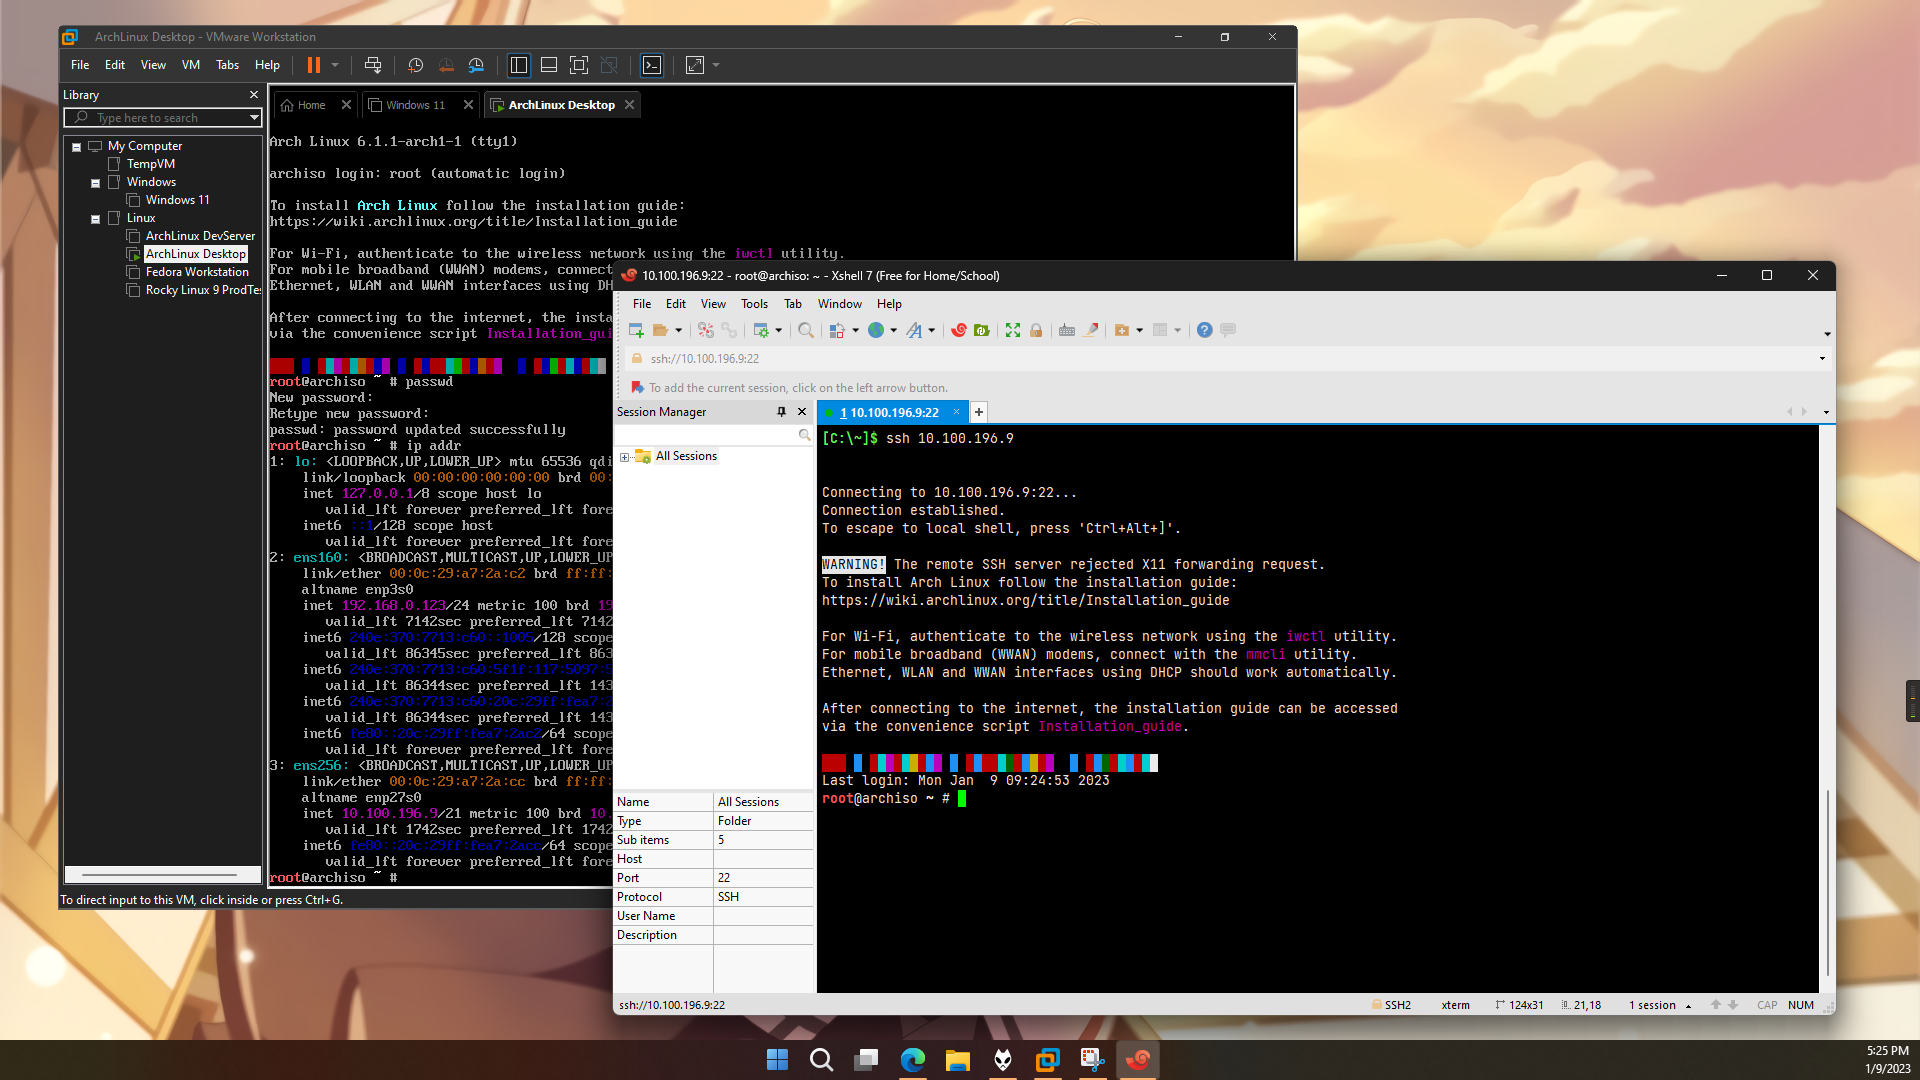 ArchLinux Desktop - VMware Workstation
File Edit View VM Tabs Help
Library
Type here to search
My Computer
TempVM
Windows
Windows 11
Linux
ArchLinux DevServer
ArchLinux Desktop
Fedora Workstation
Rocky Linux 9 ProdTe
Home
Windows 11
ArchLinux Desktop
Arch Linux 6.1.1-arch1-1 (tty1)
archiso login: root (automatic login)
To install Arch Linux follow the installation guide:
https://wiki.archlinux.org/title/Installation_guide
For Wi-Fi, authenticate to the wireless network using the iwctl utility.
For mobile broadband (WWAN) modems, connect
Ethernet, WLAN and WWAN interfaces using DH
After connecting to the internet, the insta
via the convenience script Installation_gui
root@archiso ~ # passwd
New password:
Retype new password:
passwd: password updated successfully
root@archiso ~ # ip addr
1: lo: <LOOPBACK,UP,LOWER_UP> mtu 65536 qdi
link/loopback 00:00:00:00:00:00 brd 00:
inet 127.0.0.1/8 scope host lo
valid_lft forever preferred_lft fore
inet6 ::1/128 scope host
valid_lft forever preferred_lft fore
2: ens160: <BROADCAST,MULTICAST,UP,LOWER_UP
link/ether 00:0c:29:a7:2a:c2 brd ff:ff:
altname enp3s0
inet 192.168.0.123/24 metric 100 brd 19
valid_lft 7142sec preferred_lft 7142
inet6 240e:370:7713:c60::1005/128 scope
valid_lft 86345sec preferred_lft 863
inet6 240e:370:7713:c60:5f1f:117:5097:5
valid_lft 86344sec preferred_lft 143
inet6 240e:370:7713:c60:20c:29ff:fea7:2
valid_lft 86344sec preferred_lft 143
inet6 fe80::20c:29ff:fea7:2ac2/64 scope
valid_lft forever preferred_lft fore
3: ens256: <BROADCAST,MULTICAST,UP,LOWER_UP
link/ether 00:0c:29:a7:2a:cc brd ff:ff:
altname enp27s0
inet 10.100.196.9/21 metric 100 brd 10.
valid_lft 1742sec preferred_lft 1742
inet6 fe80::20c:29ff:fea7:2acc/64 scope
valid_lft forever preferred_lft fore
root@archiso ~ #
To direct input to this VM, click inside or press Ctrl+G.
10.100.196.9:22 - root@archiso: ~ - Xshell 7 (Free for Home/School)
File Edit View Tools Tab Window Help
ssh://10.100.196.9:22
To add the current session, click on the left arrow button.
Session Manager
All Sessions
Name All Sessions
Type Folder
Sub items 5
Host
Port 22
Protocol SSH
User Name
Description
1 10.100.196.9:22
[C:\~]$ ssh 10.100.196.9
Connecting to 10.100.196.9:22...
Connection established.
To escape to local shell, press 'Ctrl+Alt+]'.
WARNING! The remote SSH server rejected X11 forwarding request.
To install Arch Linux follow the installation guide:
https://wiki.archlinux.org/title/Installation_guide
For Wi-Fi, authenticate to the wireless network using the iwctl utility.
For mobile broadband (WWAN) modems, connect with the mmcli utility.
Ethernet, WLAN and WWAN interfaces using DHCP should work automatically.
After connecting to the internet, the installation guide can be accessed
via the convenience script Installation_guide.
Last login: Mon Jan  9 09:24:53 2023
root@archiso ~ #
ssh://10.100.196.9:22
SSH2 xterm 124x31 21,18 1 session CAP NUM
5:25 PM
1/9/2023